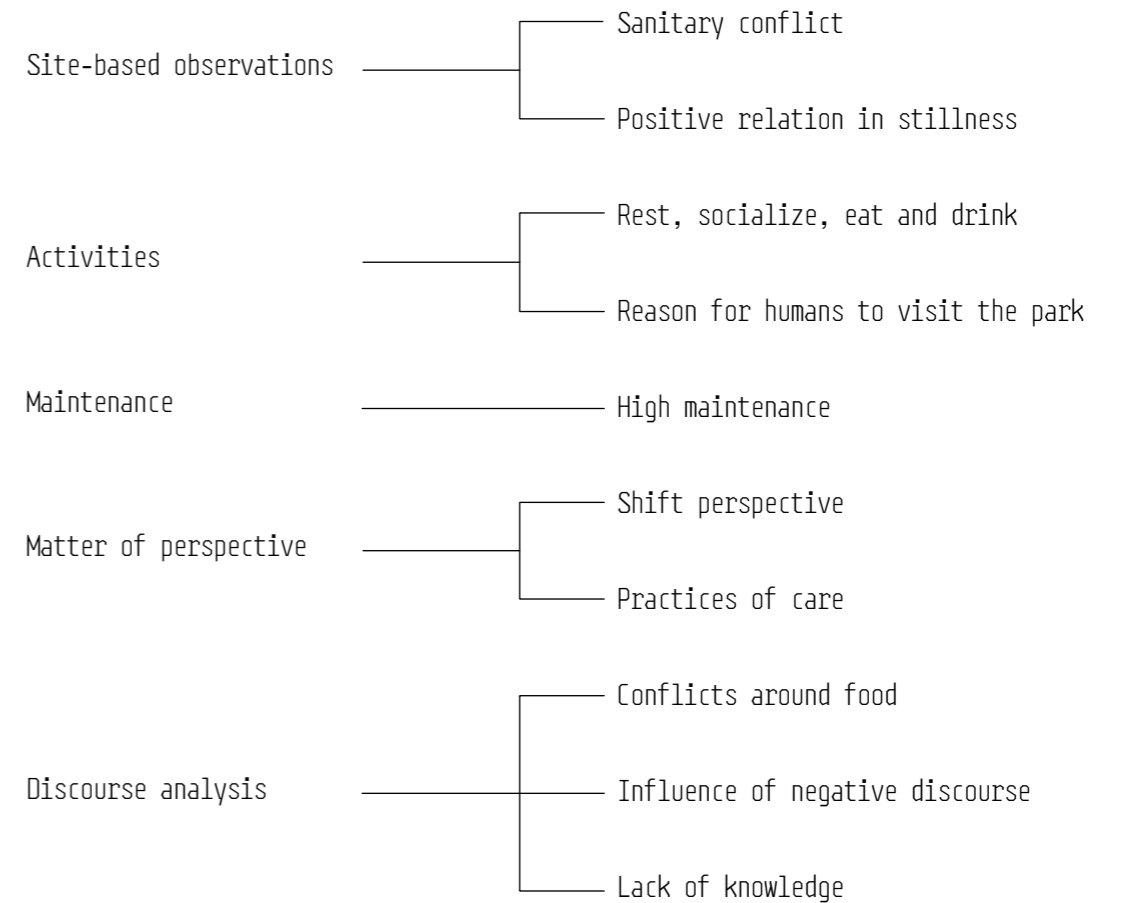 Site-based observations
Sanitary conflict
Positive relation in stillness
Activities
Rest, socialize, eat and drink
Reason for humans to visit the park
Maintenance
High maintenance
Matter of perspective
Shift perspective
Practices of care
Discourse analysis
Conflicts around food
Influence of negative discourse
Lack of knowledge